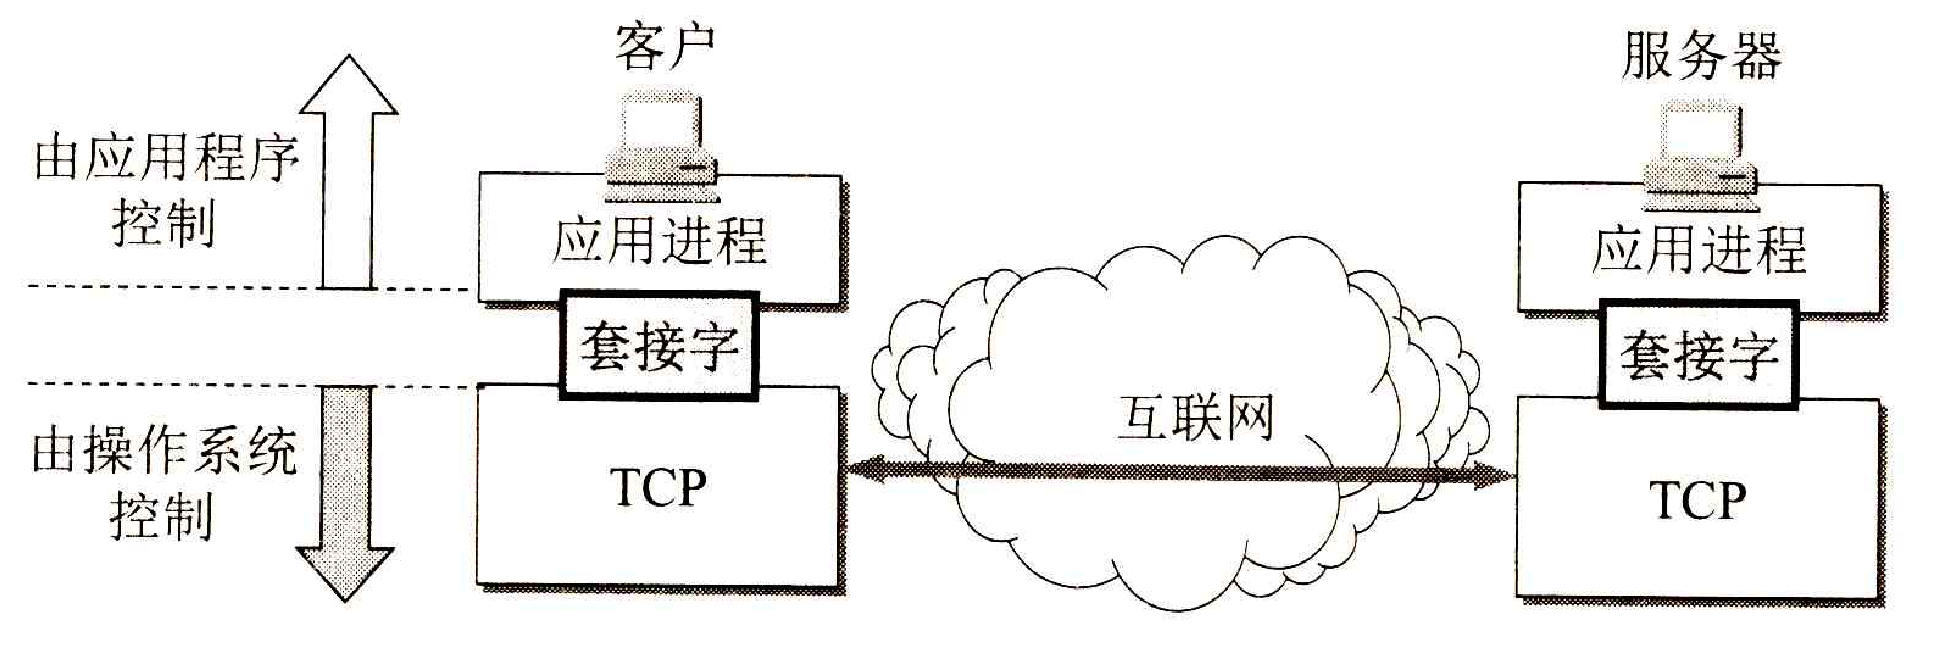 客户
服务器
由应用程序
控制
应用进程
应用进程
套接字
套接字
互联网
由操作系统
控制
TCP
TCP